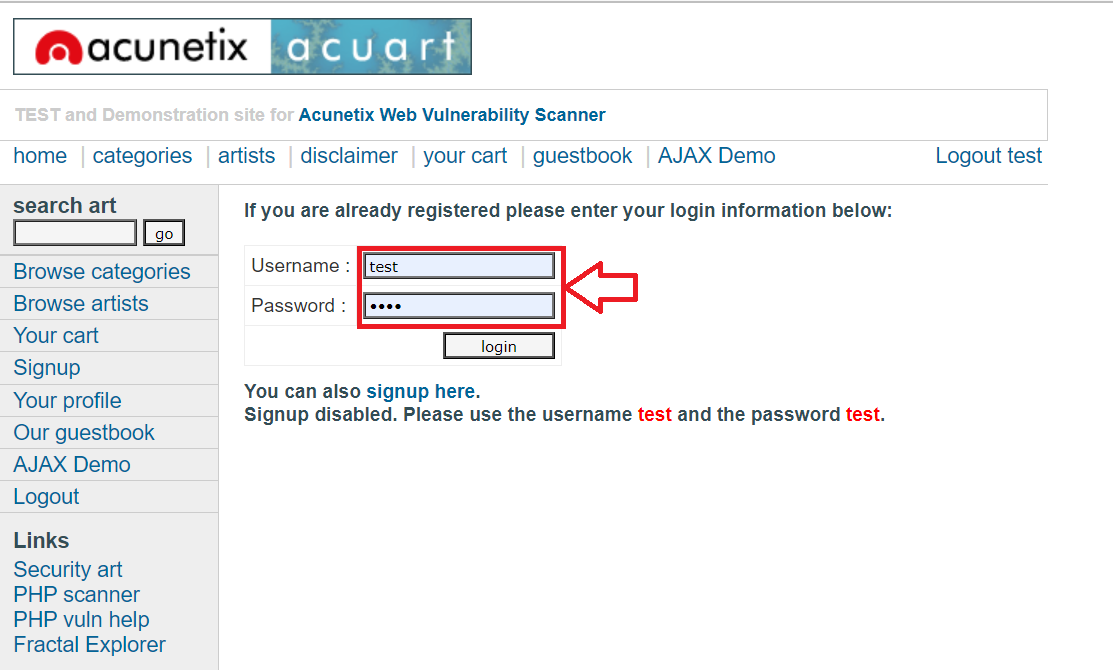 acunetix acuart
TEST and Demonstration site for Acunetix Web Vulnerability Scanner
home | categories | artists | disclaimer | your cart | guestbook | AJAX Demo Logout test
search art
go
Browse categories
Browse artists
Your cart
Signup
Your profile
Our guestbook
AJAX Demo
Logout
Links
Security art
PHP scanner
PHP vuln help
Fractal Explorer
If you are already registered please enter your login information below:
Username : test
Password : ••••
login
You can also signup here.
Signup disabled. Please use the username test and the password test.